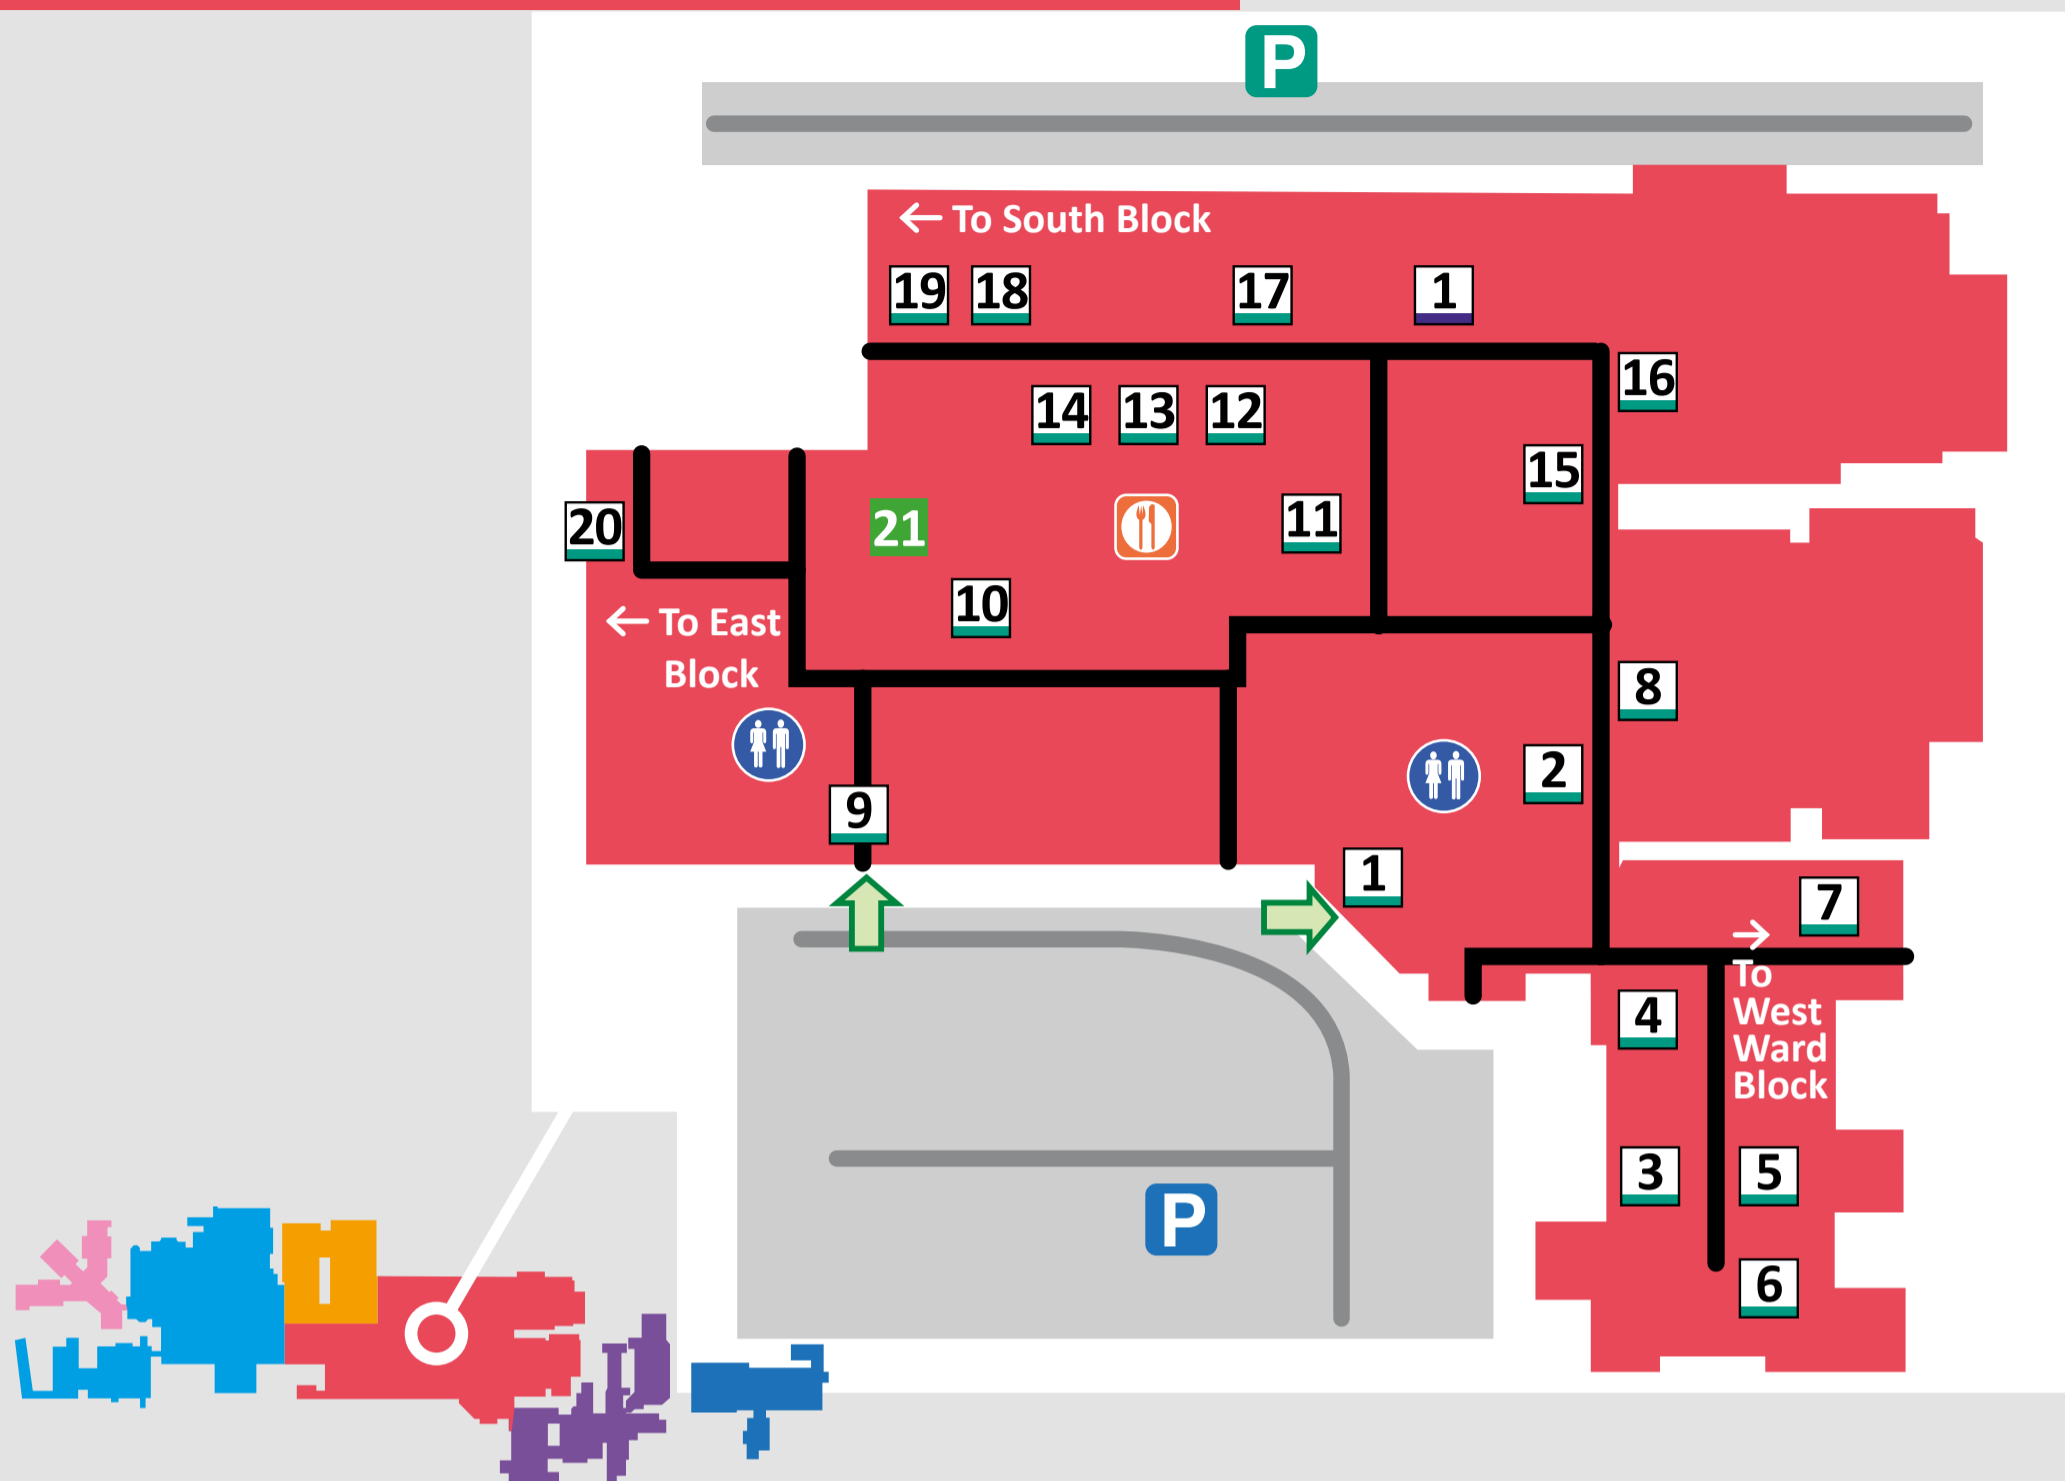 P
← To South Block
19 18 17 1
16
14 13 12
15
20 21 11
10
← To East
Block
8
2
9
1
7
→
To
West
Ward
Block
4
3 5
P
6